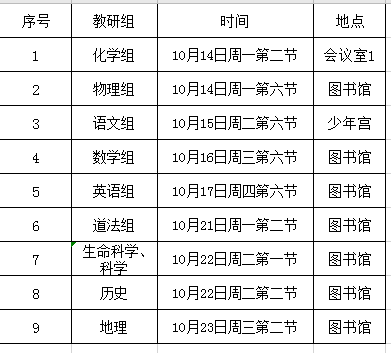 序号 教研组 时间 地点
1 化学组 10月14日周一第二节 会议室1
2 物理组 10月14日周一第六节 图书馆
3 语文组 10月15日周二第六节 少年宫
4 数学组 10月16日周三第六节 图书馆
5 英语组 10月17日周四第六节 图书馆
6 道法组 10月21日周一第二节 图书馆
7 生命科学、
科学 10月22日周二第一节 图书馆
8 历史 10月22日周二第二节 图书馆
9 地理 10月23日周三第二节 图书馆